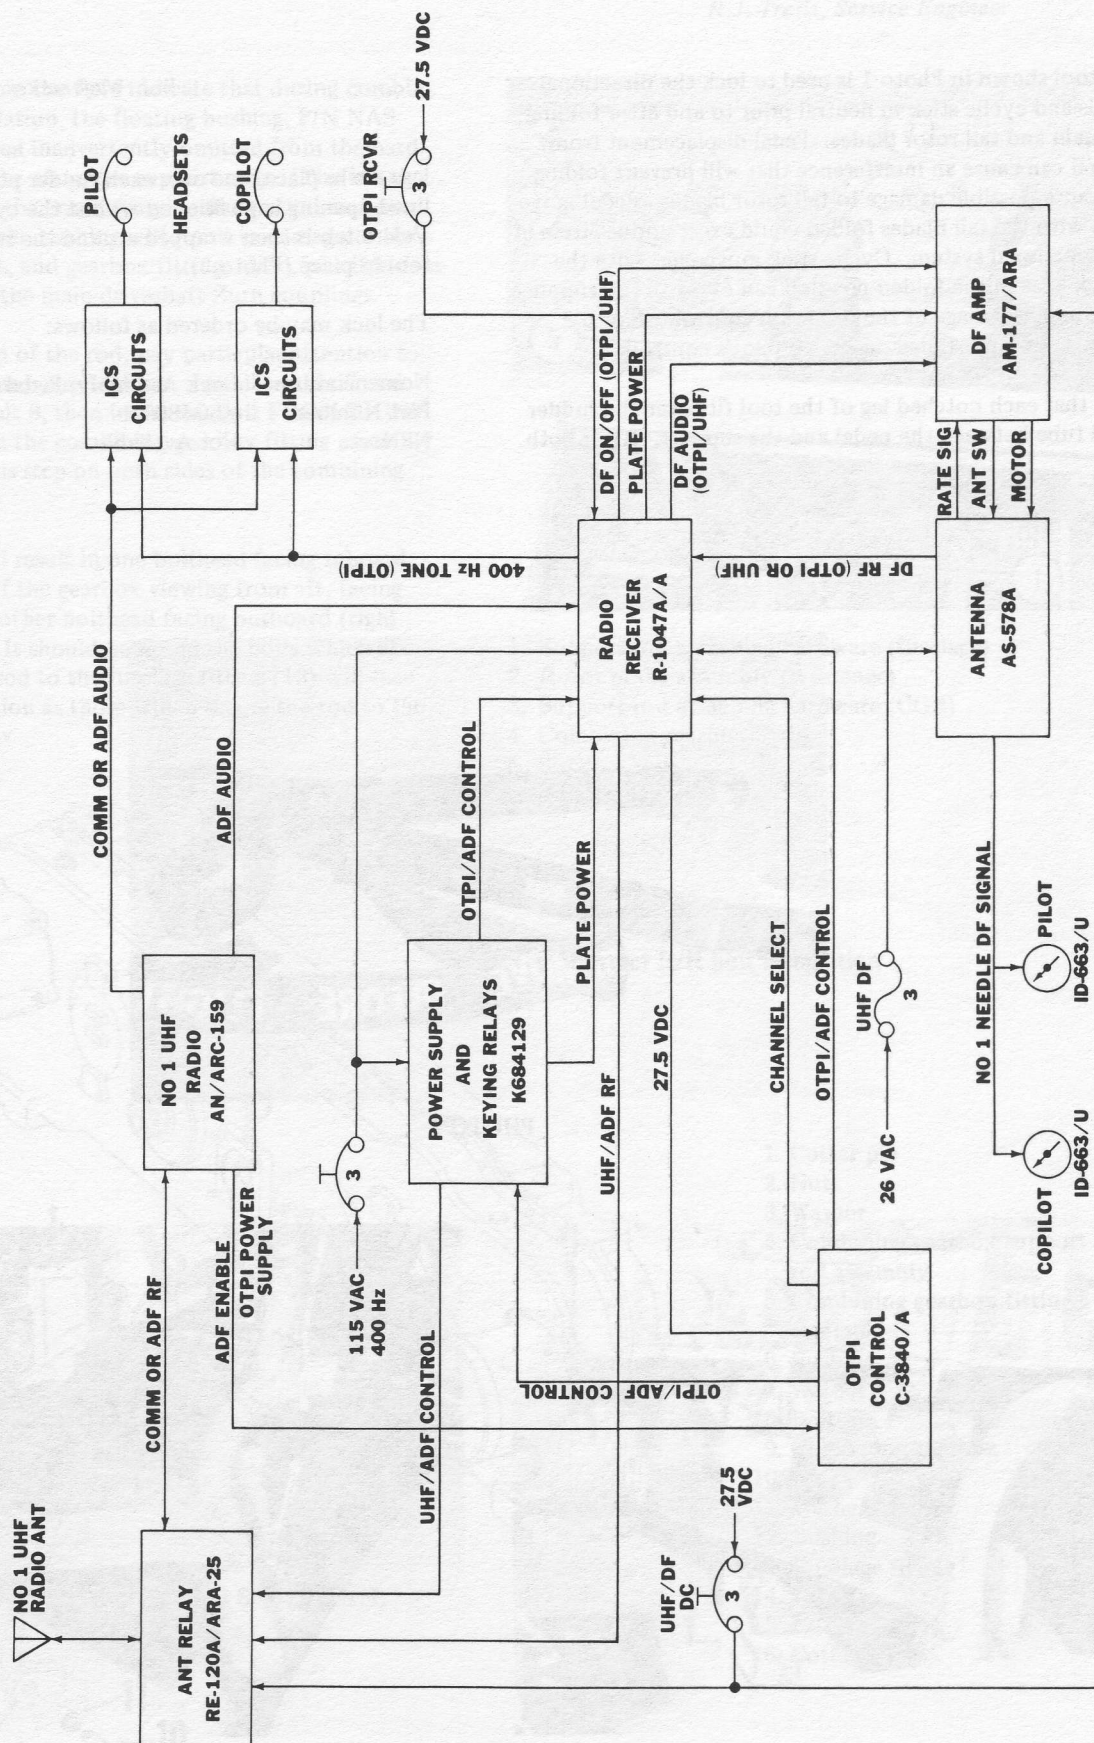 NO 1 UHF
RADIO ANT
ANT RELAY
RE-120A/ARA-25
COMM OR ADF RF
ADF ENABLE
OTPI POWER
SUPPLY
NO 1 UHF
RADIO
AN/ARC-159
COMM OR ADF AUDIO
ADF AUDIO
ICS
CIRCUITS
ICS
CIRCUITS
PILOT
HEADSETS
COPILOT
OTPI RCVR
3
27.5 VDC
115 VAC
400 Hz
3
UHF/ADF CONTROL
POWER SUPPLY
AND
KEYING RELAYS
K684129
OTPI/ADF CONTROL
PLATE POWER
400 Hz TONE (OTPI)
RADIO
RECEIVER
R-1047A/A
DF ON/OFF (OTPI/UHF)
PLATE POWER
DF AUDIO
(OTPI/UHF)
DF AMP
AM-177/ARA
UHF/ADF RF
27.5 VDC
OTPI/ADF CONTROL
CHANNEL SELECT
OTPI/ADF CONTROL
DF RF (OTPI OR UHF)
RATE SIG
ANT SW
MOTOR
UHF/DF
DC
3
27.5
VDC
OTPI
CONTROL
C-3840/A
26 VAC
UHF DF
3
ANTENNA
AS-578A
NO 1 NEEDLE DF SIGNAL
COPILOT
ID-663/U
PILOT
ID-663/U